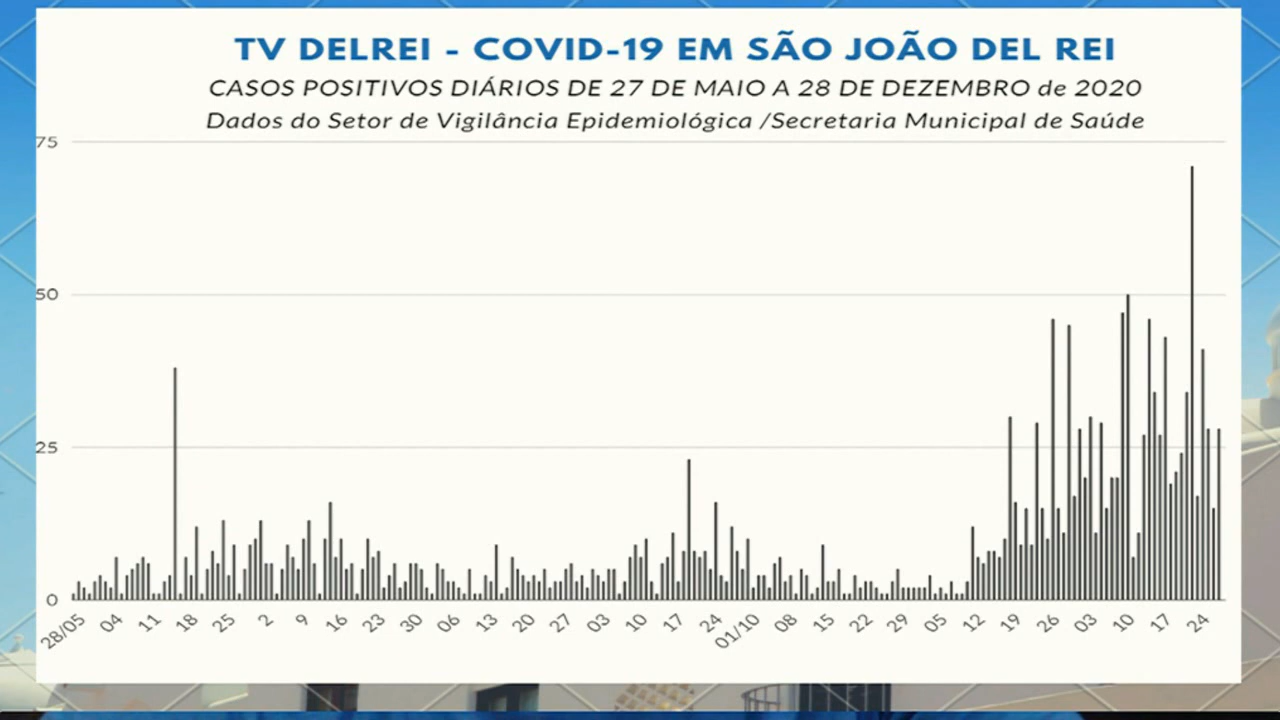 TV DELREI - COVID-19 EM SÃO JOÃO DEL REI
CASOS POSITIVOS DIÁRIOS DE 27 DE MAIO A 28 DE DEZEMBRO de 2020
Dados do Setor de Vigilância Epidemiológica /Secretaria Municipal de Saúde
75
50
25
0
28/05 04 11 18 25 2 9 16 23 30 06 13 20 27 03 10 17 24 01/10 08 15 22 29 05 12 19 26 03 10 17 24